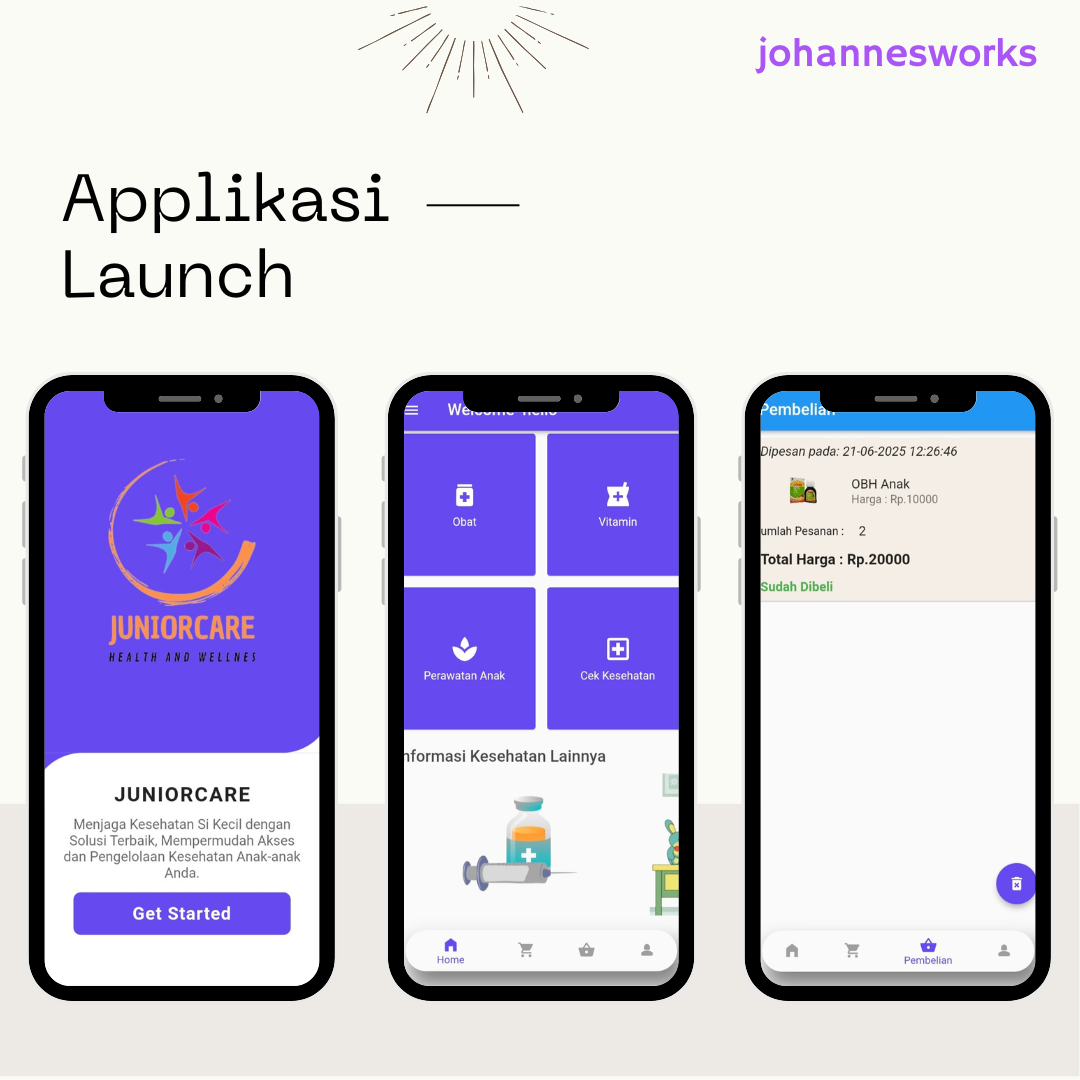 johannesworks
Applikasi
Launch
JUNIORCARE
HEALTH AND WELLNES
JUNIORCARE
Menjaga Kesehatan Si Kecil dengan
Solusi Terbaik, Mempermudah Akses
dan Pengelolaan Kesehatan Anak-anak
Anda.
Get Started
Welcome
Obat
Vitamin
Perawatan Anak
Cek Kesehatan
nformasi Kesehatan Lainnya
Home
Pembelian
Dipesan pada: 21-06-2025 12:26:46
OBH Anak
Harga : Rp.10000
umlah Pesanan : 2
Total Harga : Rp.20000
Sudah Dibeli
Pembelian